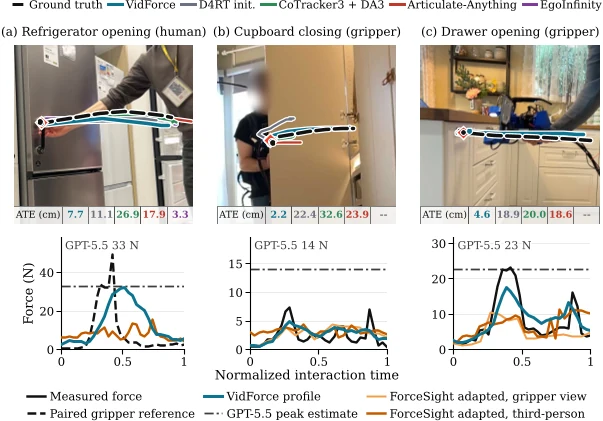 Ground truth VidForce D4RT init. CoTracker3 + DA3 Articulate-Anything EgoInfinity
(a) Refrigerator opening (human) (b) Cupboard closing (gripper) (c) Drawer opening (gripper)
ATE (cm) 7.7 11.1 26.9 17.9 3.3
ATE (cm) 2.2 22.4 32.6 23.9 --
ATE (cm) 4.6 18.9 20.0 18.6 --
Force (N)
GPT-5.5 33 N
40
20
0
0 0.5 1
GPT-5.5 14 N
15
10
5
0
0 0.5 1
GPT-5.5 23 N
30
20
10
0
0 0.5 1
Normalized interaction time
Measured force VidForce profile ForceSight adapted, gripper view
Paired gripper reference GPT-5.5 peak estimate ForceSight adapted, third-person